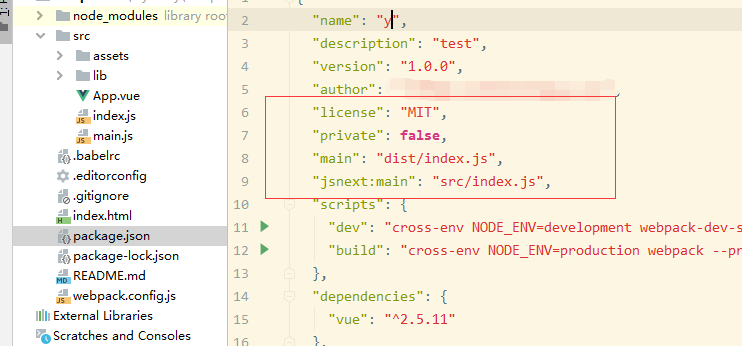 node_modules library root
src
assets
lib
App.vue
index.js
main.js
.babelrc
.editorconfig
.gitignore
index.html
package.json
package-lock.json
README.md
webpack.config.js
External Libraries
Scratches and Consoles
{
2 "name": "y",
3 "description": "test",
4 "version": "1.0.0",
5 "author": ,
6 "license": "MIT",
7 "private": false,
8 "main": "dist/index.js",
9 "jsnext:main": "src/index.js",
10 "scripts": {
11 "dev": "cross-env NODE_ENV=development webpack-dev-s
12 "build": "cross-env NODE_ENV=production webpack --pr
13 },
14 "dependencies": {
15 "vue": "^2.5.11"
},